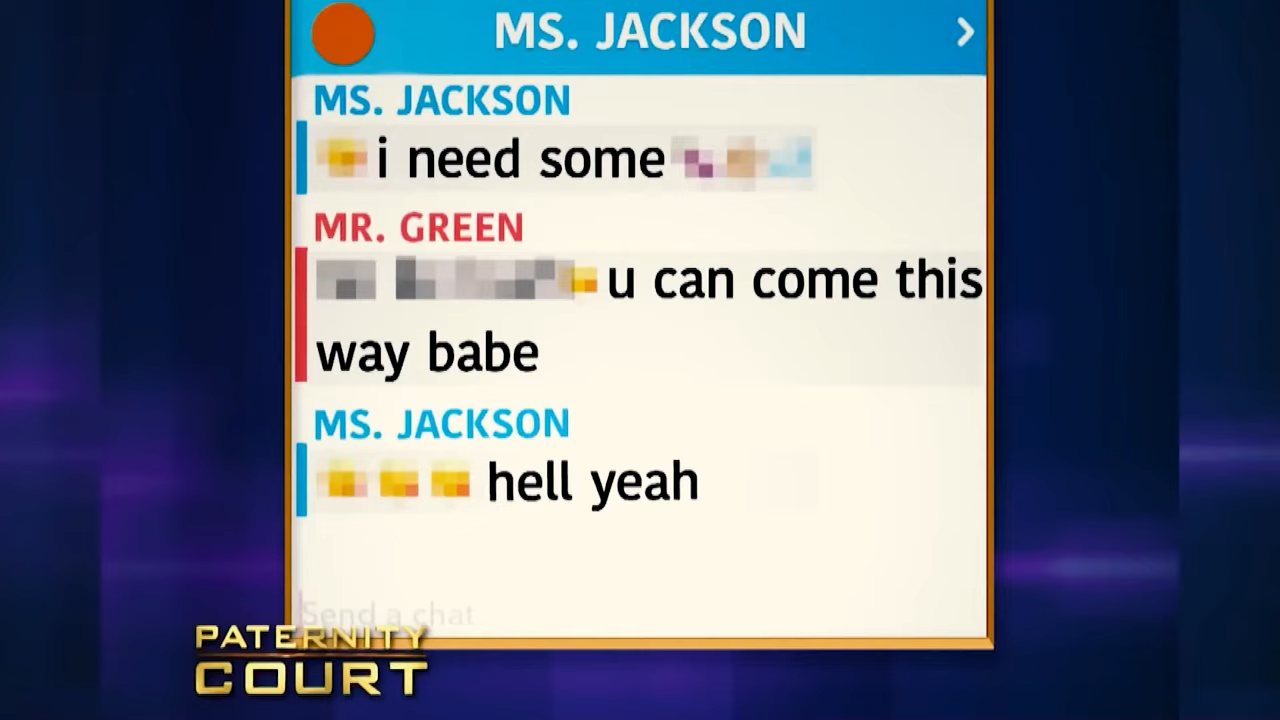 MS. JACKSON
MS. JACKSON
i need some
MR. GREEN
u can come this
way babe
MS. JACKSON
hell yeah
Send a chat
PATERNITY
COURT